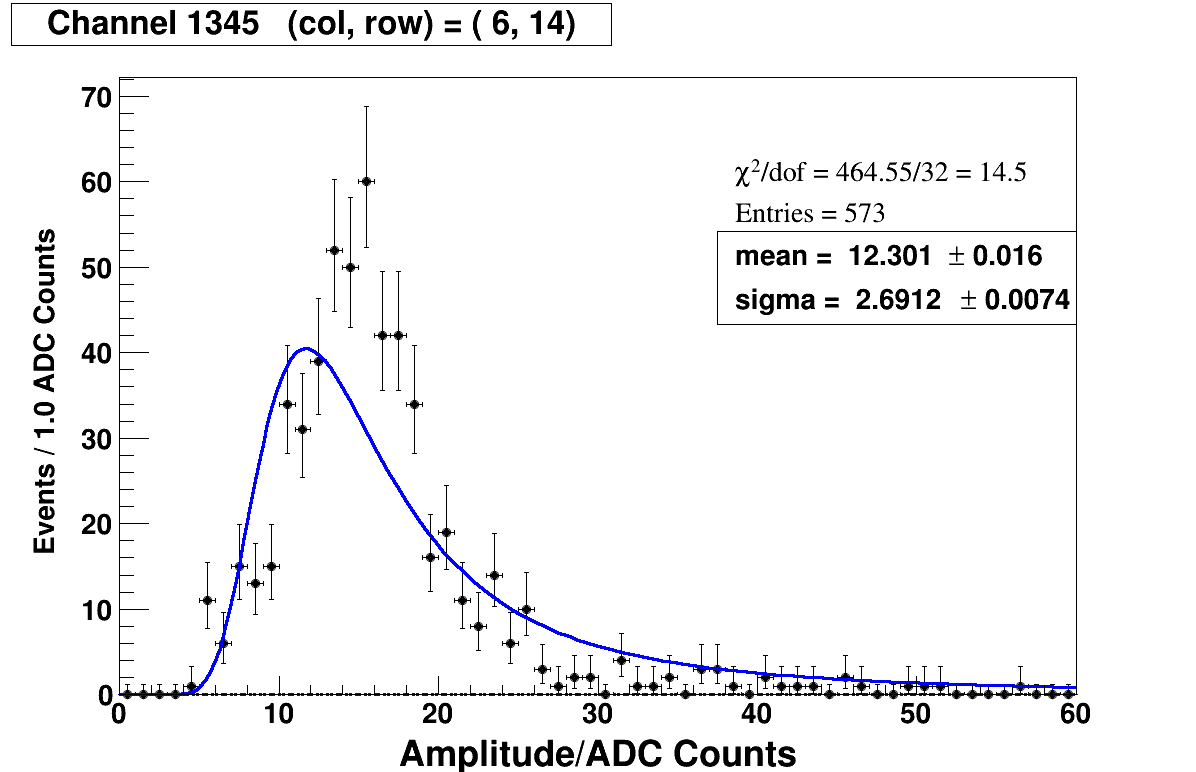 Channel 1345 (col, row) = ( 6, 14)
70
60
50
40
30
20
10
0
Events / 1.0 ADC Counts
χ²/dof = 464.55/32 = 14.5
Entries = 573
mean = 12.301 ± 0.016
sigma = 2.6912 ± 0.0074
0 10 20 30 40 50 60
Amplitude/ADC Counts